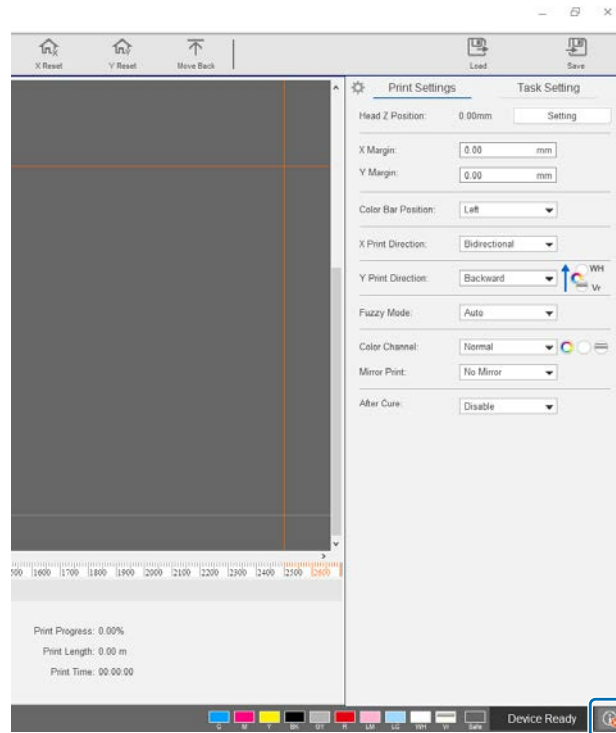 X Reset Y Reset Move Back Load Save
Print Settings Task Setting
Head Z Position: 0.00mm Setting
X Margin: 0.00 mm
Y Margin: 0.00 mm
Color Bar Position: Left
X Print Direction: Bidirectional
Y Print Direction: Backward WH
Vr
Fuzzy Mode: Auto
Color Channel: Normal
Mirror Print: No Mirror
After Cure: Disable
1600 1700 1800 1900 2000 2100 2200 2300 2400 2500 2600
Print Progress: 0.00%
Print Length: 0.00 m
Print Time: 00:00:00
C M Y BK GY R LM LC WH Vr Safe Device Ready